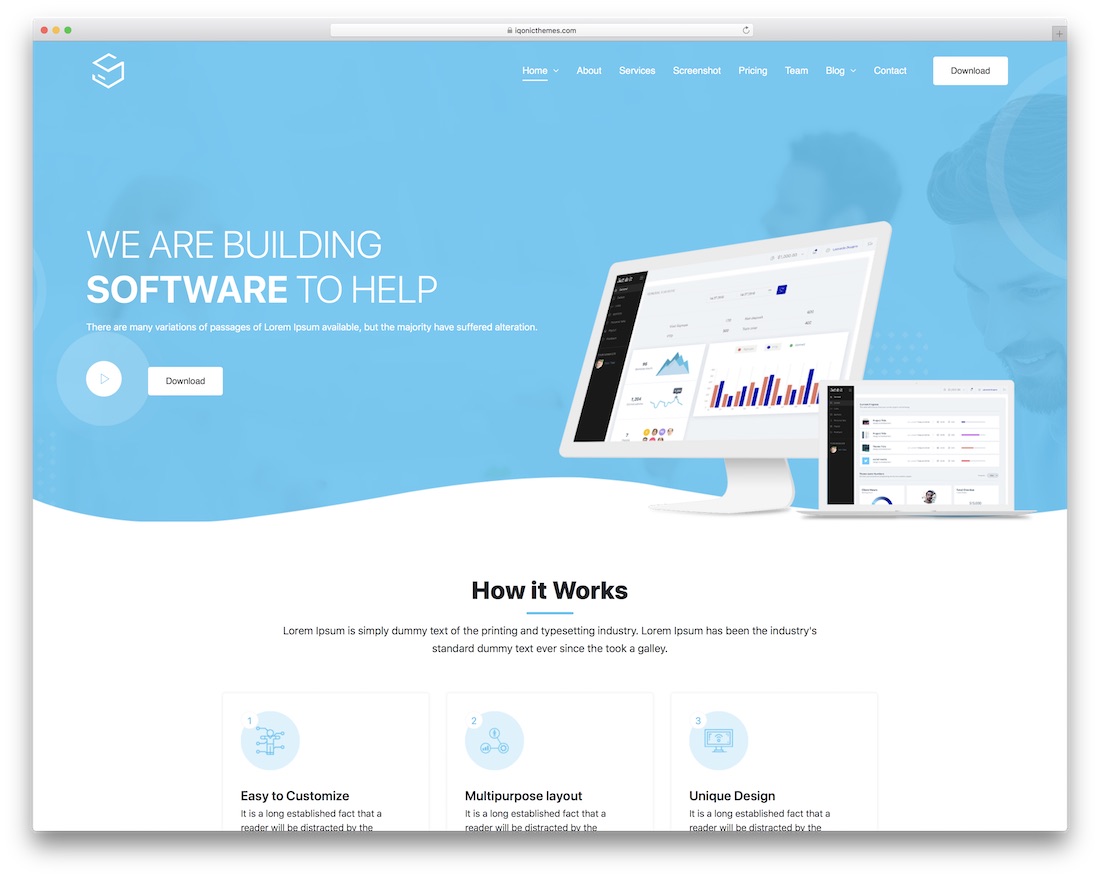 iqonicthemes.com
Home About Services Screenshot Pricing Team Blog Contact Download
WE ARE BUILDING
SOFTWARE TO HELP
There are many variations of passages of Lorem Ipsum available, but the majority have suffered alteration.
Download
How it Works
Lorem Ipsum is simply dummy text of the printing and typesetting industry. Lorem Ipsum has been the industry's
standard dummy text ever since the took a galley.
1
Easy to Customize
It is a long established fact that a
reader will be distracted by the
2
Multipurpose layout
It is a long established fact that a
reader will be distracted by the
3
Unique Design
It is a long established fact that a
reader will be distracted by the